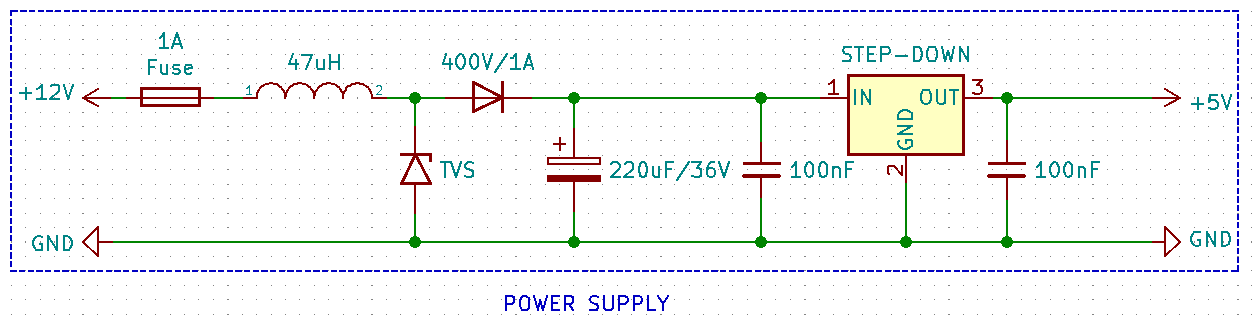 1A
Fuse
47uH
400V/1A
STEP-DOWN
+12V
1
2
1
IN
OUT
3
+5V
GND
2
+
TVS
220uF/36V
100nF
100nF
GND
GND
POWER SUPPLY